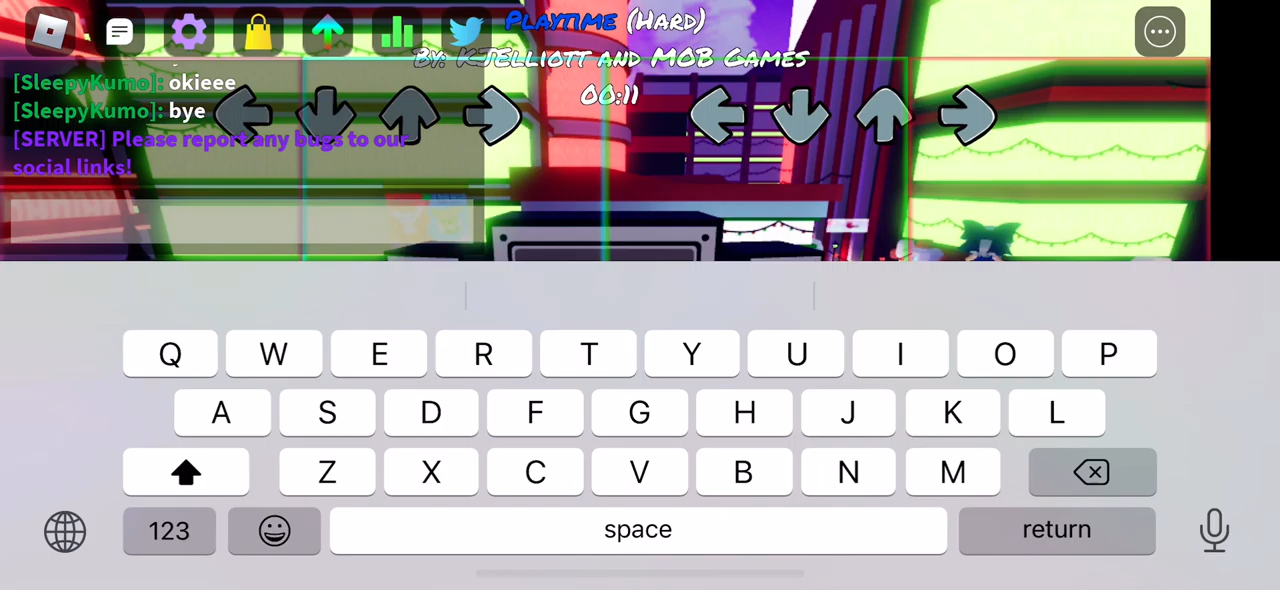 Playtime (Hard)
By: KJElliott and MOB Games
00:11
[SleepyKumo]: okieee
[SleepyKumo]: bye
[SERVER] Please report any bugs to our
social links!
Q W E R T Y U I O P
A S D F G H J K L
Z X C V B N M
123 space return